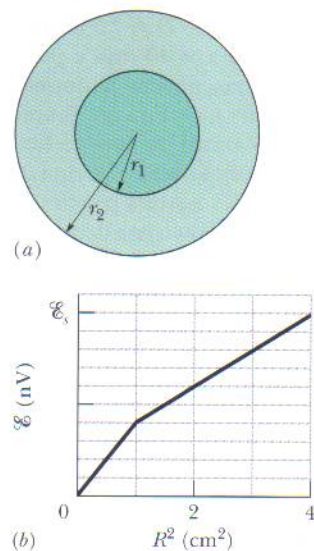 r₁
r₂
(a)
ℰₛ
ℰ (nV)
0
2
4
(b)
R² (cm²)